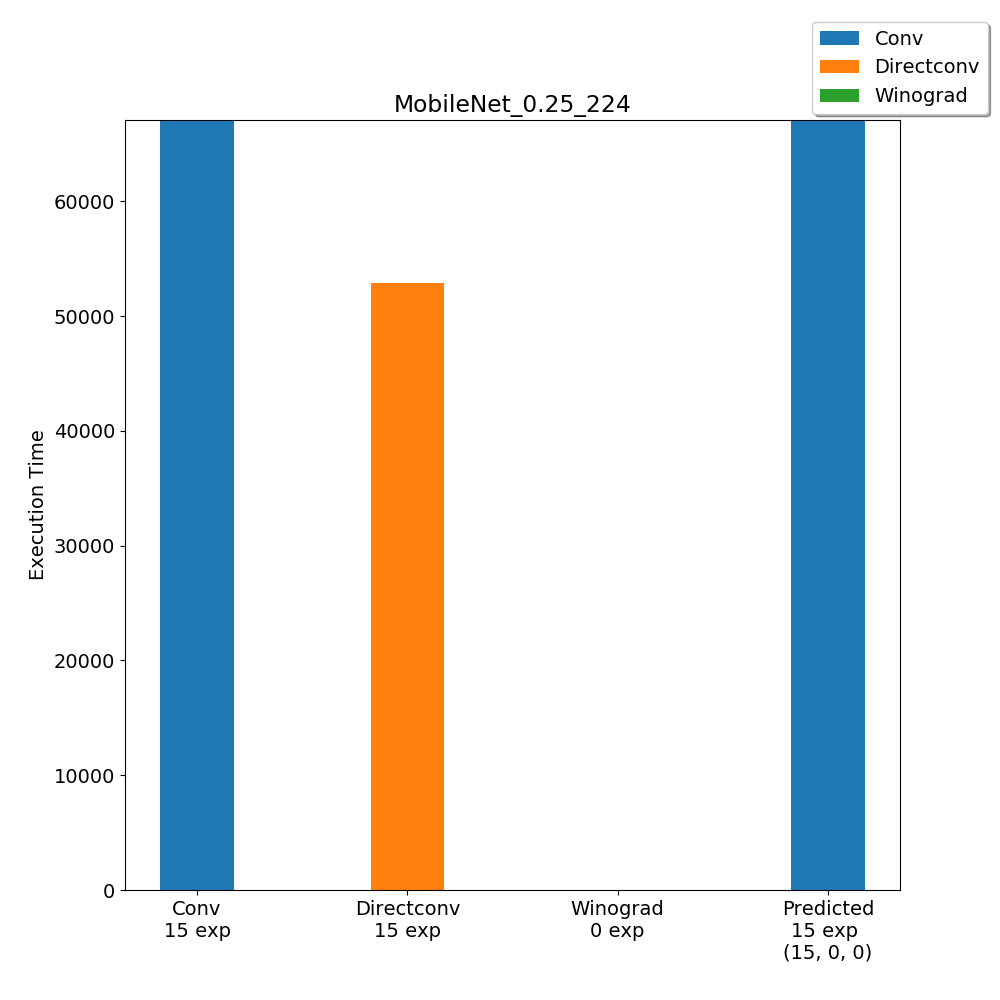 Conv
Directconv
Winograd
MobileNet_0.25_224
Execution Time
60000
50000
40000
30000
20000
10000
0
Conv
15 exp
Directconv
15 exp
Winograd
0 exp
Predicted
15 exp
(15, 0, 0)